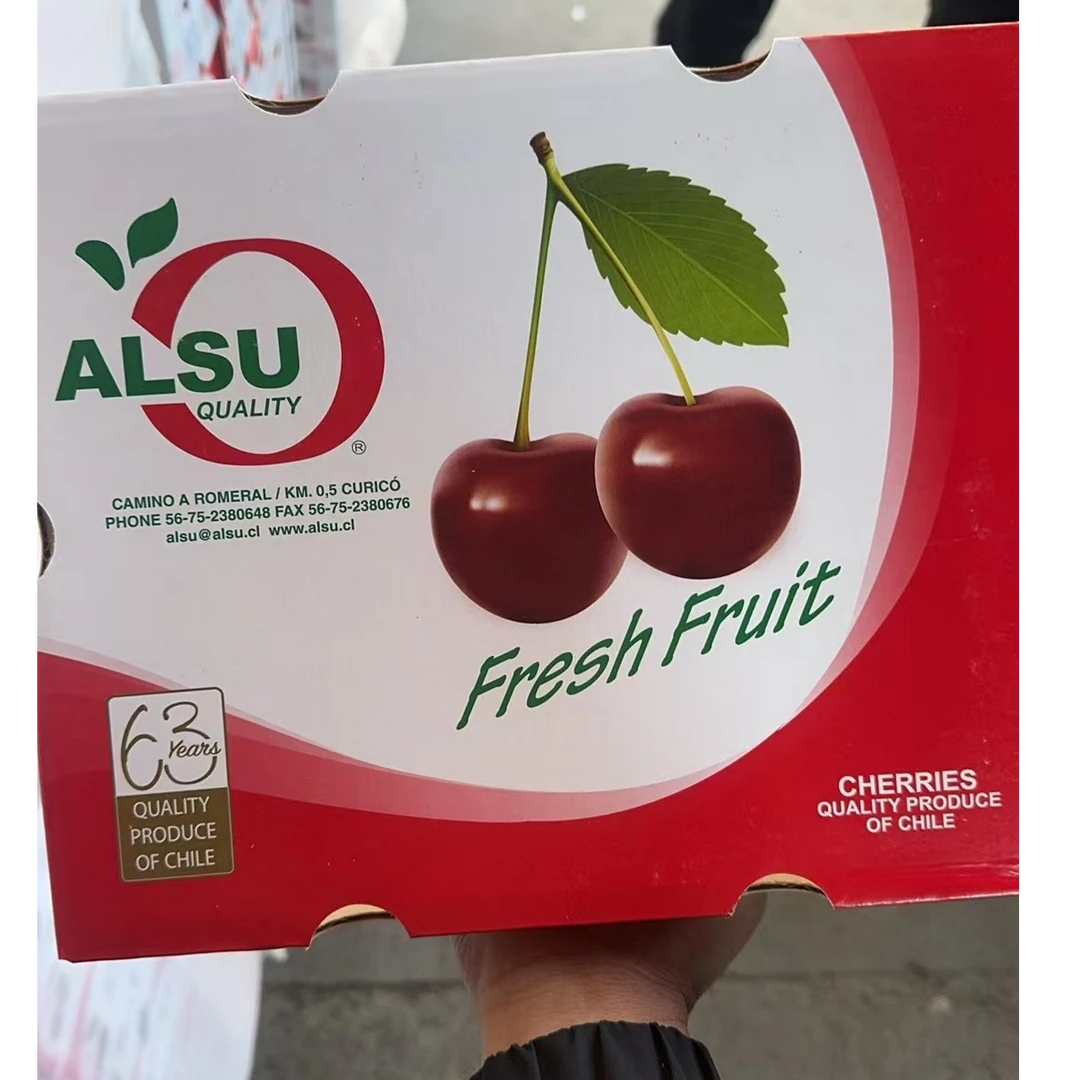 ALSU
QUALITY
®
CAMINO A ROMERAL / KM. 0,5 CURICÓ
PHONE 56-75-2380648 FAX 56-75-2380676
alsu@alsu.cl www.alsu.cl
Fresh Fruit
63
Years
QUALITY
PRODUCE
OF CHILE
CHERRIES
QUALITY PRODUCE
OF CHILE